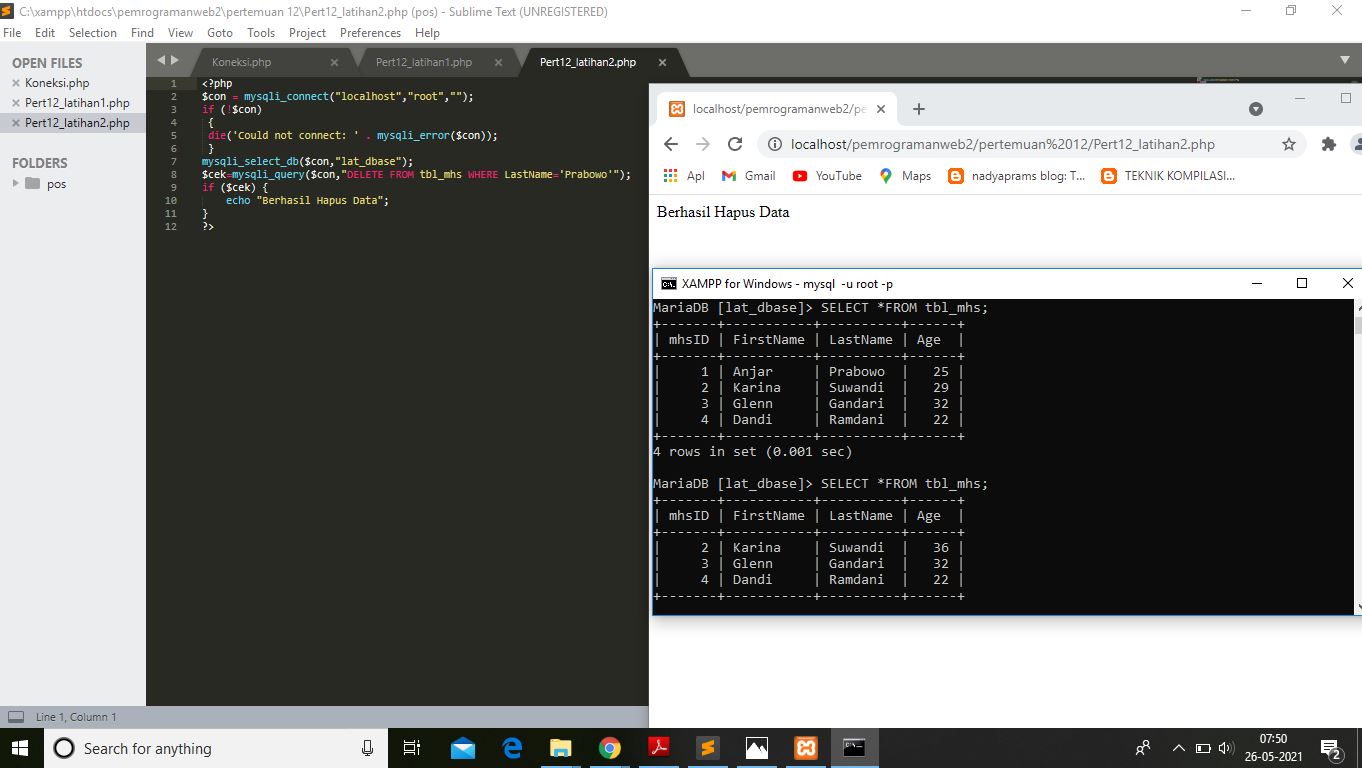 C:\xampp\htdocs\pemrogramanweb2\pertemuan 12\Pert12_latihan2.php (pos) - Sublime Text (UNREGISTERED)
File Edit Selection Find View Goto Tools Project Preferences Help
OPEN FILES
Koneksi.php
Pert12_latihan1.php
Pert12_latihan2.php
FOLDERS
pos
Koneksi.php Pert12_latihan1.php Pert12_latihan2.php
1 <?php
2 $con = mysqli_connect("localhost","root","");
3 if (!$con)
4 {
5 die('Could not connect: ' . mysqli_error($con));
6 }
7 mysqli_select_db($con,"lat_dbase");
8 $cek=mysqli_query($con,"DELETE FROM tbl_mhs WHERE LastName='Prabowo'");
9 if ($cek) {
10 echo "Berhasil Hapus Data";
11 }
12 ?>
Line 1, Column 1
localhost/pemrogramanweb2/pe
localhost/pemrogramanweb2/pertemuan%2012/Pert12_latihan2.php
Apl Gmail YouTube Maps nadyaprams blog: T... TEKNIK KOMPILASI...
Berhasil Hapus Data
XAMPP for Windows - mysql -u root -p
MariaDB [lat_dbase]> SELECT *FROM tbl_mhs;
+-------+-----------+----------+------+
| mhsID | FirstName | LastName | Age |
+-------+-----------+----------+------+
| 1 | Anjar | Prabowo | 25 |
| 2 | Karina | Suwandi | 29 |
| 3 | Glenn | Gandari | 32 |
| 4 | Dandi | Ramdani | 22 |
+-------+-----------+----------+------+
4 rows in set (0.001 sec)
MariaDB [lat_dbase]> SELECT *FROM tbl_mhs;
+-------+-----------+----------+------+
| mhsID | FirstName | LastName | Age |
+-------+-----------+----------+------+
| 2 | Karina | Suwandi | 36 |
| 3 | Glenn | Gandari | 32 |
| 4 | Dandi | Ramdani | 22 |
+-------+-----------+----------+------+
Search for anything
07:50
26-05-2021
2